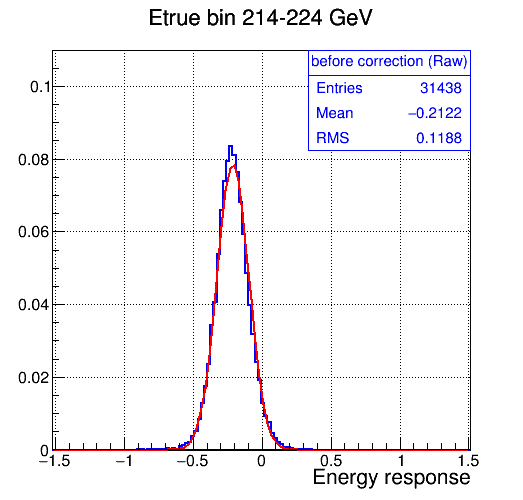 Etrue bin 214-224 GeV
before correction (Raw)
Entries 31438
Mean −0.2122
RMS 0.1188
0.1
0.08
0.06
0.04
0.02
0
−1.5 −1 −0.5 0 0.5 1 1.5
Energy response